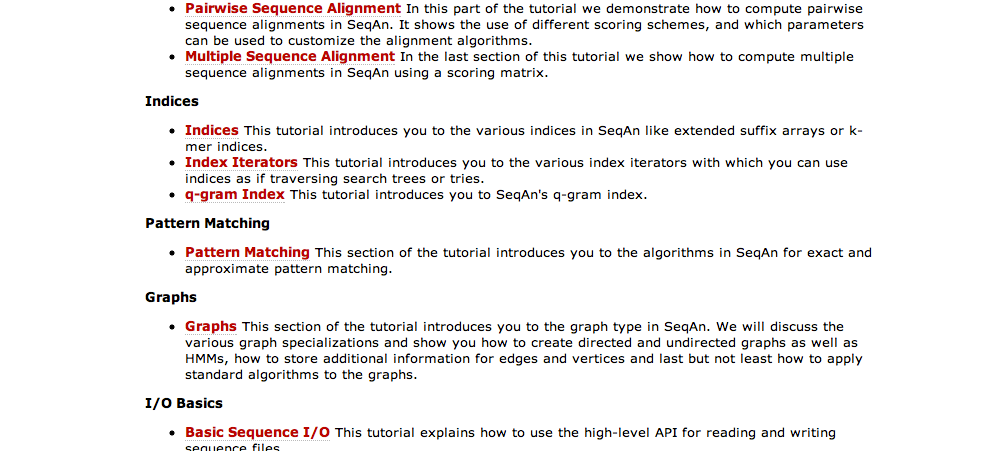 Pairwise Sequence Alignment In this part of the tutorial we demonstrate how to compute pairwise
sequence alignments in SeqAn. It shows the use of different scoring schemes, and which parameters
can be used to customize the alignment algorithms.
Multiple Sequence Alignment In the last section of this tutorial we show how to compute multiple
sequence alignments in SeqAn using a scoring matrix.
Indices
Indices This tutorial introduces you to the various indices in SeqAn like extended suffix arrays or k-
mer indices.
Index Iterators This tutorial introduces you to the various index iterators with which you can use
indices as if traversing search trees or tries.
q-gram Index This tutorial introduces you to SeqAn's q-gram index.
Pattern Matching
Pattern Matching This section of the tutorial introduces you to the algorithms in SeqAn for exact and
approximate pattern matching.
Graphs
Graphs This section of the tutorial introduces you to the graph type in SeqAn. We will discuss the
various graph specializations and show you how to create directed and undirected graphs as well as
HMMs, how to store additional information for edges and vertices and last but not least how to apply
standard algorithms to the graphs.
I/O Basics
Basic Sequence I/O This tutorial explains how to use the high-level API for reading and writing
sequence files.